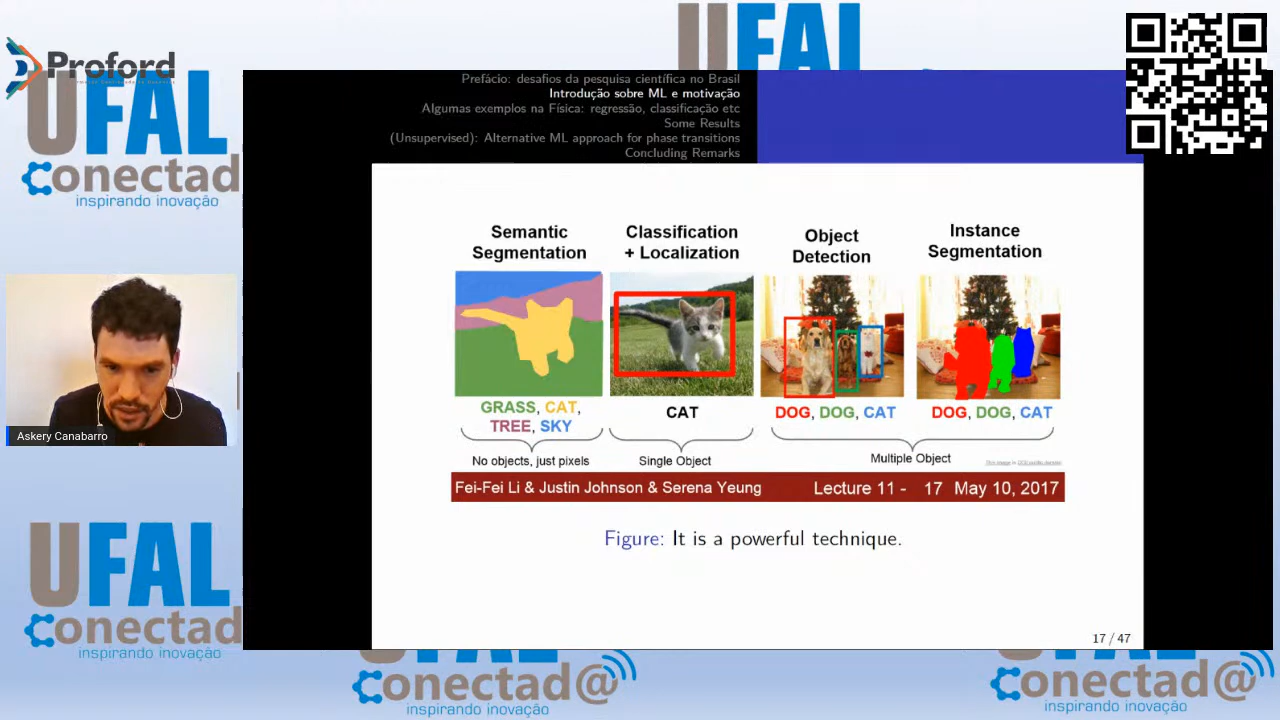 Proford
UFAL
conectad
inspirando inovação
UFAL
Prefácio: desafios da pesquisa científica no Brasil
Introdução sobre ML e motivação
Algumas exemplos na Física: regressão, classificação etc
Some Results
(Unsupervised): Alternative ML approach for phase transitions
Concluding Remarks
Semantic
Segmentation
Classification
+ Localization
Object
Detection
Instance
Segmentation
GRASS, CAT,
TREE, SKY
CAT
DOG, DOG, CAT
DOG, DOG, CAT
No objects, just pixels
Single Object
Multiple Object
Fei-Fei Li & Justin Johnson & Serena Yeung
Lecture 11 - 17 May 10, 2017
Figure: It is a powerful technique.
17 / 47
Askery Canabarro
UFAL
conectad
inspirando inovação
conectad@
inspirando inovação
conectad@
inspirando inovação